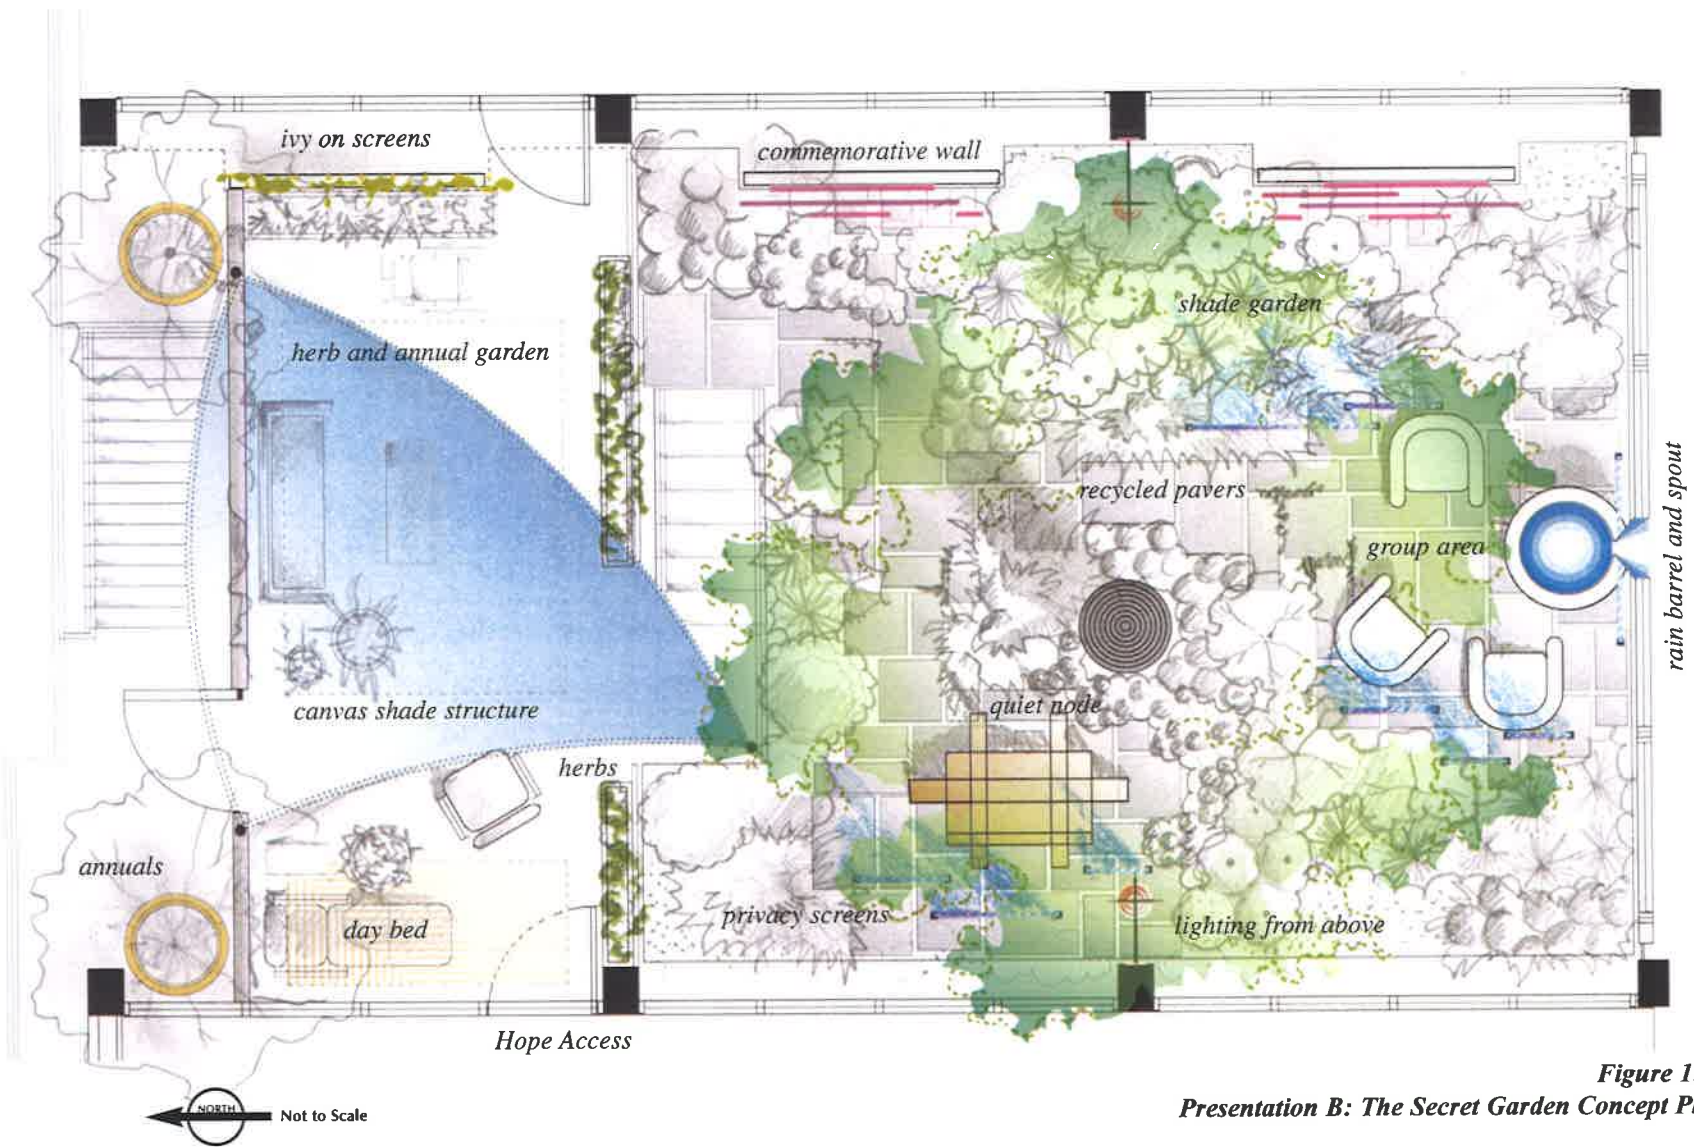 ivy on screens
commemorative wall
shade garden
herb and annual garden
recycled pavers
group area
rain barrel and spout
quiet node
canvas shade structure
herbs
annuals
day bed
privacy screens
lighting from above
Hope Access
NORTH
Not to Scale
Figure 1
Presentation B: The Secret Garden Concept